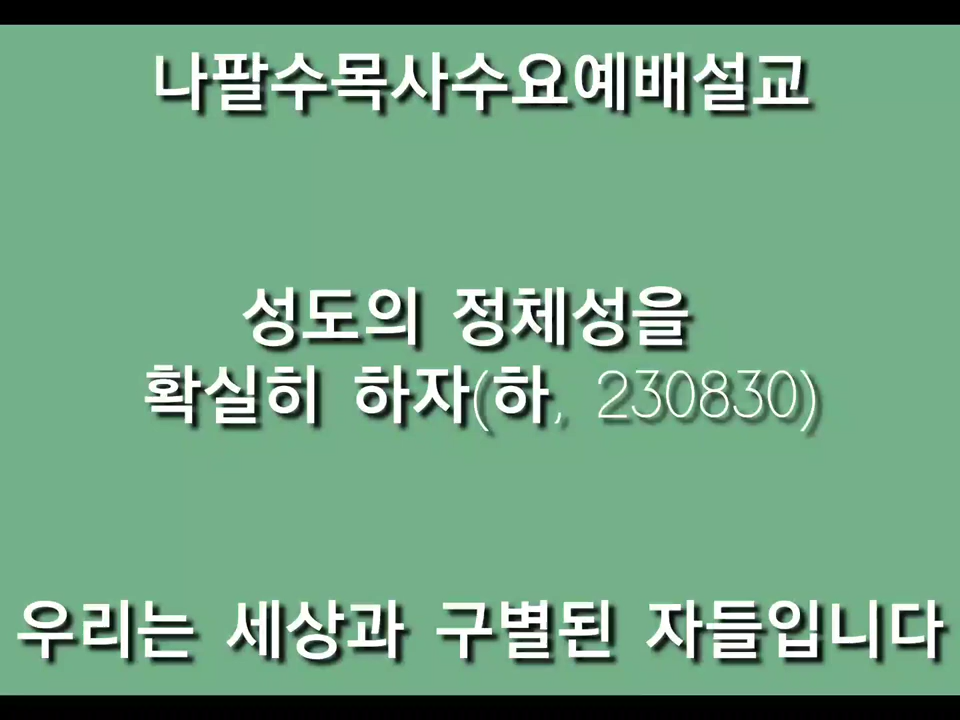 나팔수목사수요예배설교
성도의 정체성을
확실히 하자(하, 230830)
우리는 세상과 구별된 자들입니다